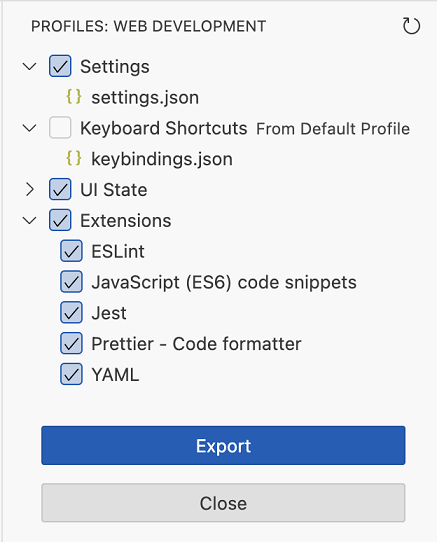 PROFILES: WEB DEVELOPMENT
Settings
{} settings.json
Keyboard Shortcuts From Default Profile
{} keybindings.json
UI State
Extensions
ESLint
JavaScript (ES6) code snippets
Jest
Prettier - Code formatter
YAML
Export
Close